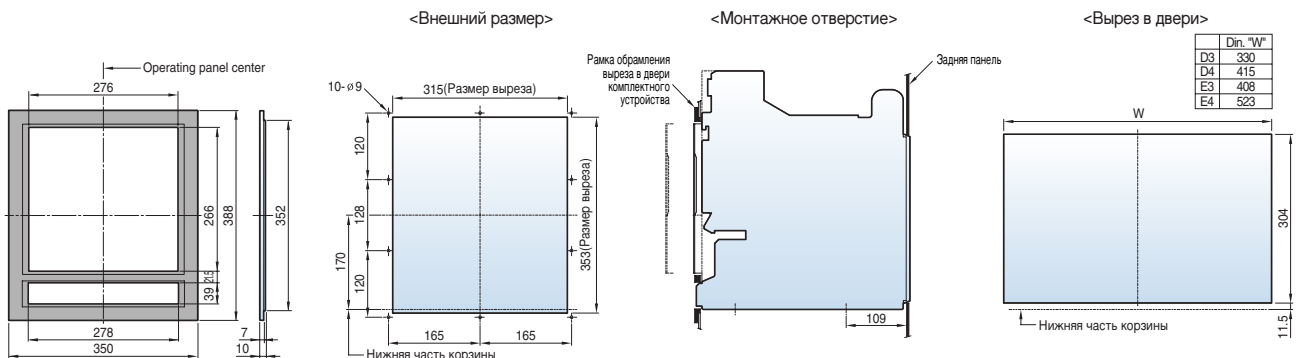 <Внешний размер>
<Монтажное отверстие>
<Вырез в двери>
Din. "W"
D3 330
D4 415
E3 408
E4 523
Operating panel center
276
266
388
352
21.5
39
278
350
7
10
10-ø9
315(Размер выреза)
120
128
170
120
353(Размер выреза)
165
165
Нижняя часть корзины
Рамка обрамления
выреза в двери
комплектного
устройства
Задняя панель
109
W
304
11.5
Нижняя часть корзины